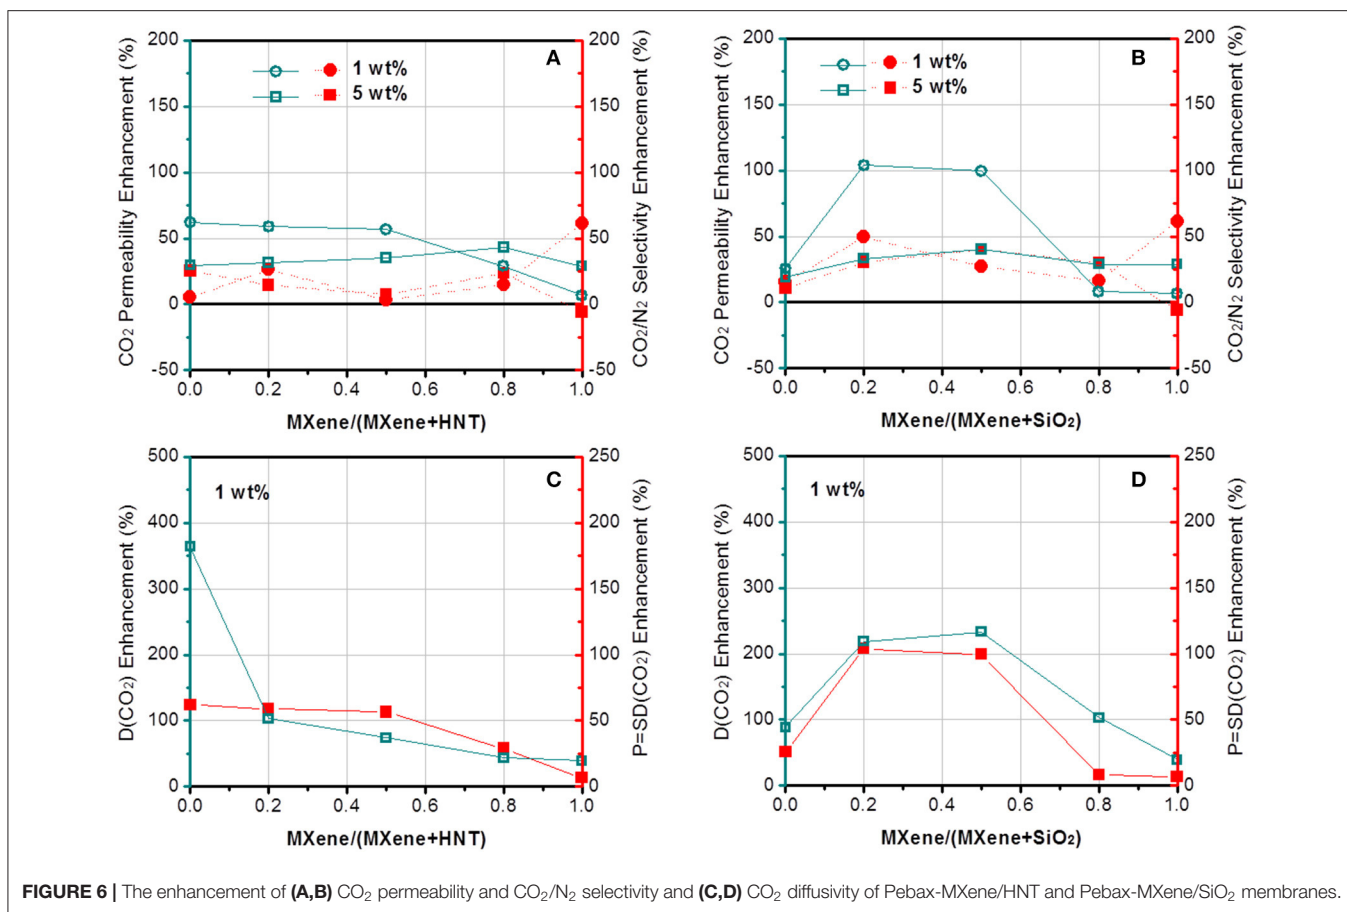 200
150
100
50
0
-50
CO₂ Permeability Enhancement (%)
A
1 wt%
5 wt%
200
150
100
50
0
-50
CO₂/N₂ Selectivity Enhancement (%)
0.0 0.2 0.4 0.6 0.8 1.0
MXene/(MXene+HNT)
200
150
100
50
0
-50
CO₂ Permeability Enhancement (%)
B
1 wt%
5 wt%
200
150
100
50
0
-50
CO₂/N₂ Selectivity Enhancement (%)
0.0 0.2 0.4 0.6 0.8 1.0
MXene/(MXene+SiO₂)
500
400
300
200
100
0
D(CO₂) Enhancement (%)
1 wt%
C
250
200
150
100
50
0
P=SD(CO₂) Enhancement (%)
0.0 0.2 0.4 0.6 0.8 1.0
MXene/(MXene+HNT)
500
400
300
200
100
0
D(CO₂) Enhancement (%)
1 wt%
D
250
200
150
100
50
0
P=SD(CO₂) Enhancement (%)
0.0 0.2 0.4 0.6 0.8 1.0
MXene/(MXene+SiO₂)
FIGURE 6 | The enhancement of (A,B) CO₂ permeability and CO₂/N₂ selectivity and (C,D) CO₂ diffusivity of Pebax-MXene/HNT and Pebax-MXene/SiO₂ membranes.